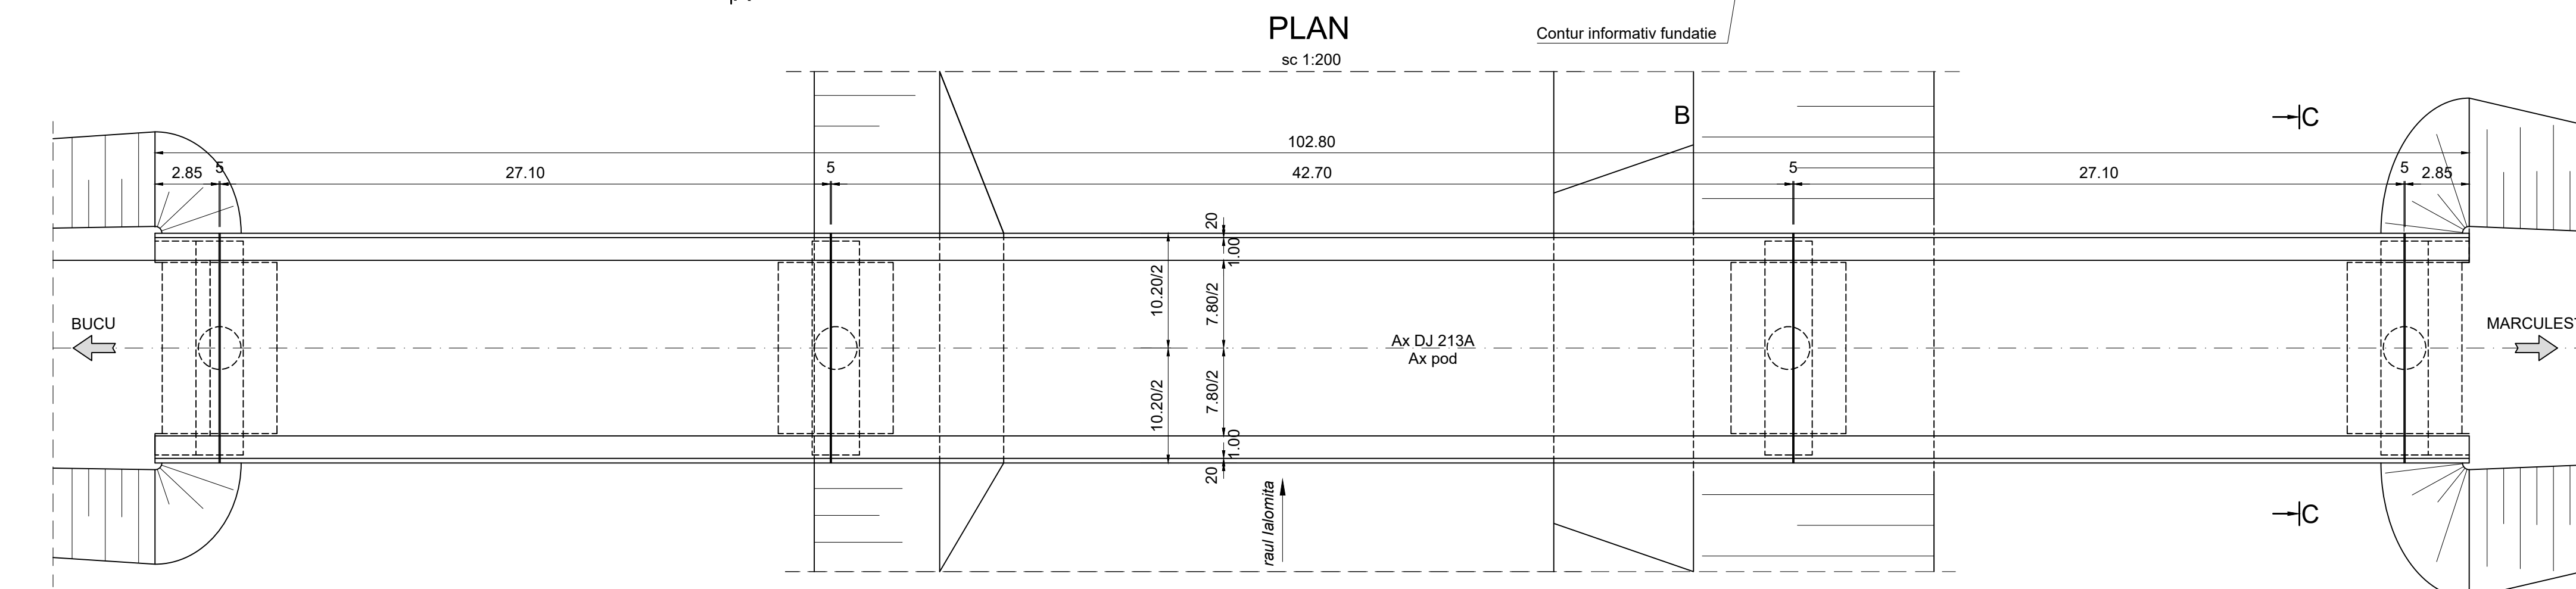 PLAN
sc 1:200
Contur informativ fundatie
B
C
102.80
2.85
5
27.10
5
42.70
5
27.10
5
2.85
20
1.00
10.20/2
7.80/2
BUCU
Ax DJ 213A
Ax pod
MARCULEST
10.20/2
7.80/2
1.00
20
raul Ialomita
C